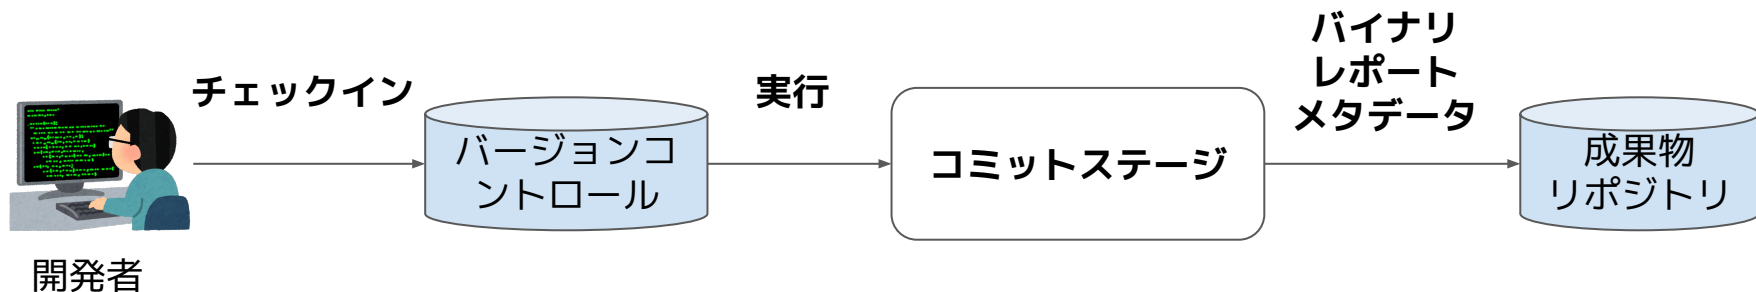 チェックイン
バージョンコ
ントロール
実行
コミットステージ
バイナリ
レポート
メタデータ
成果物
リポジトリ
開発者